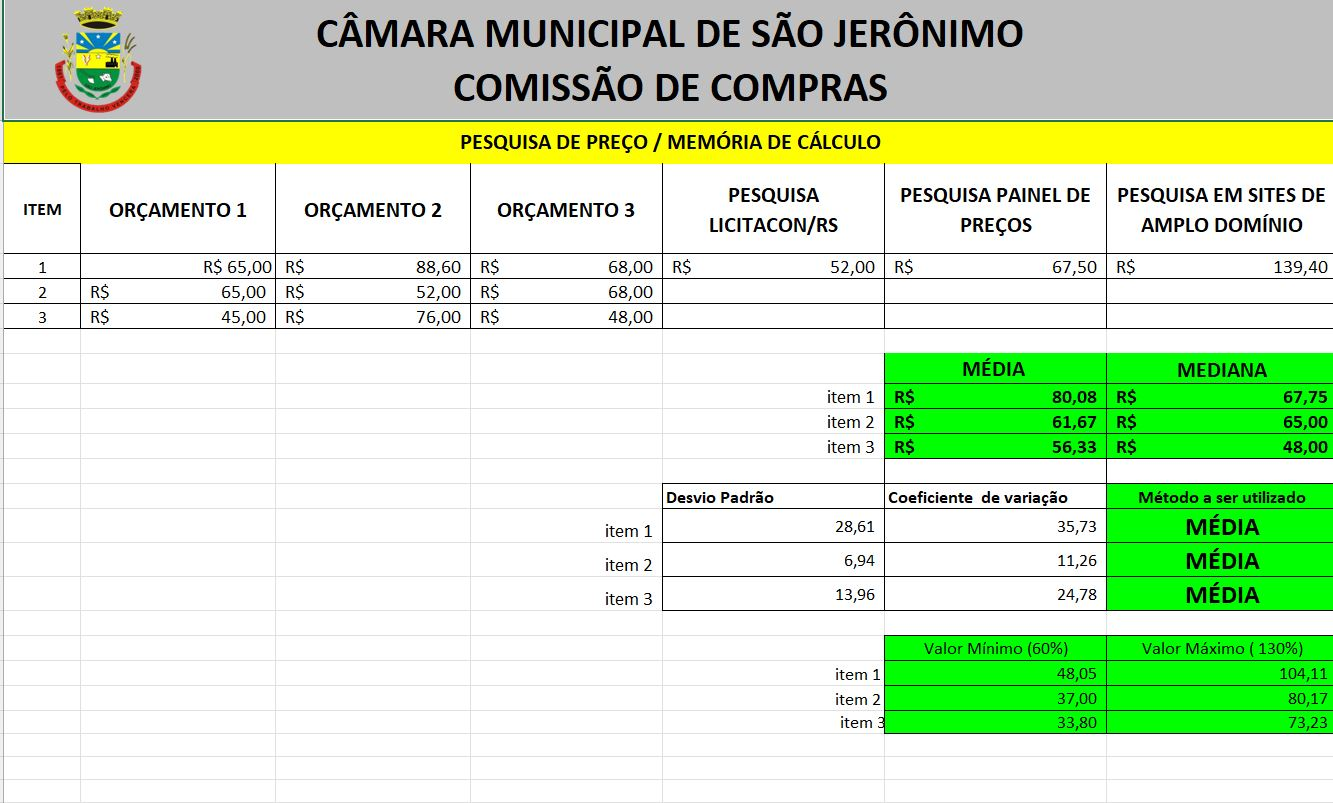 CÂMARA MUNICIPAL DE SÃO JERÔNIMO
COMISSÃO DE COMPRAS
PESQUISA DE PREÇO / MEMÓRIA DE CÁLCULO
ITEM ORÇAMENTO 1 ORÇAMENTO 2 ORÇAMENTO 3 PESQUISA LICITACON/RS PESQUISA PAINEL DE PREÇOS PESQUISA EM SITES DE AMPLO DOMÍNIO
1 R$ 65,00 R$ 88,60 R$ 68,00 R$ 52,00 R$ 67,50 R$ 139,40
2 R$ 65,00 R$ 52,00 R$ 68,00
3 R$ 45,00 R$ 76,00 R$ 48,00
MÉDIA MEDIANA
item 1 R$ 80,08 R$ 67,75
item 2 R$ 61,67 R$ 65,00
item 3 R$ 56,33 R$ 48,00
Desvio Padrão Coeficiente de variação Método a ser utilizado
item 1 28,61 35,73 MÉDIA
item 2 6,94 11,26 MÉDIA
item 3 13,96 24,78 MÉDIA
Valor Mínimo (60%) Valor Máximo ( 130%)
item 1 48,05 104,11
item 2 37,00 80,17
item 3 33,80 73,23